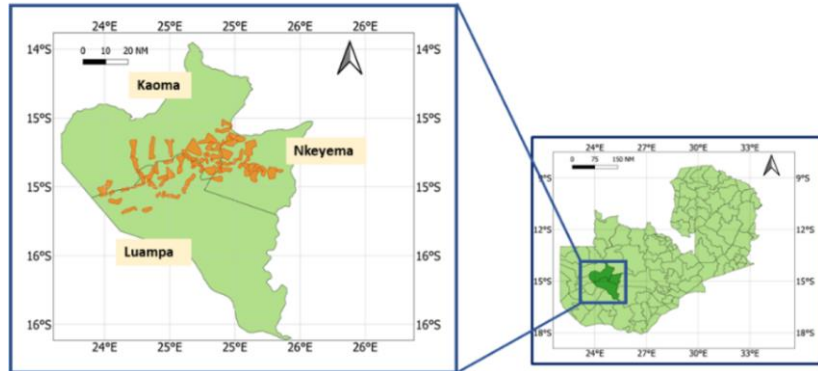 24°E 24°E 25°E 25°E 26°E 26°E
14°S
0 10 20 NM
Kaoma
15°S
Nkeyema
15°S
Luampa
16°S
16°S
24°E 24°E 25°E 25°E 26°E 26°E
24°E 27°E 30°E 33°E
0 75 150 NM
9°S 9°S
12°S 12°S
15°S 15°S
18°S 18°S
24°E 27°E 30°E 33°E
14°S
15°S
15°S
16°S
16°S